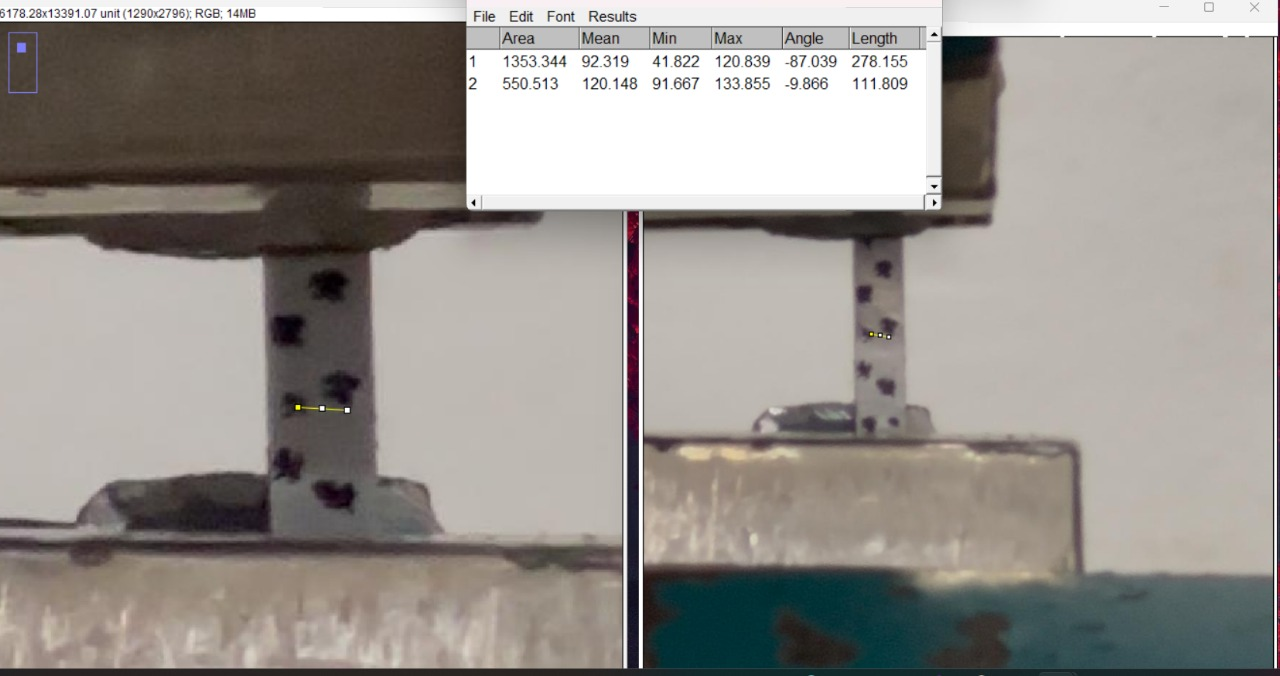 6178.28x13391.07 unit (1290x2796); RGB; 14MB
File Edit Font Results
Area Mean Min Max Angle Length
1 1353.344 92.319 41.822 120.839 -87.039 278.155
2 550.513 120.148 91.667 133.855 -9.866 111.809